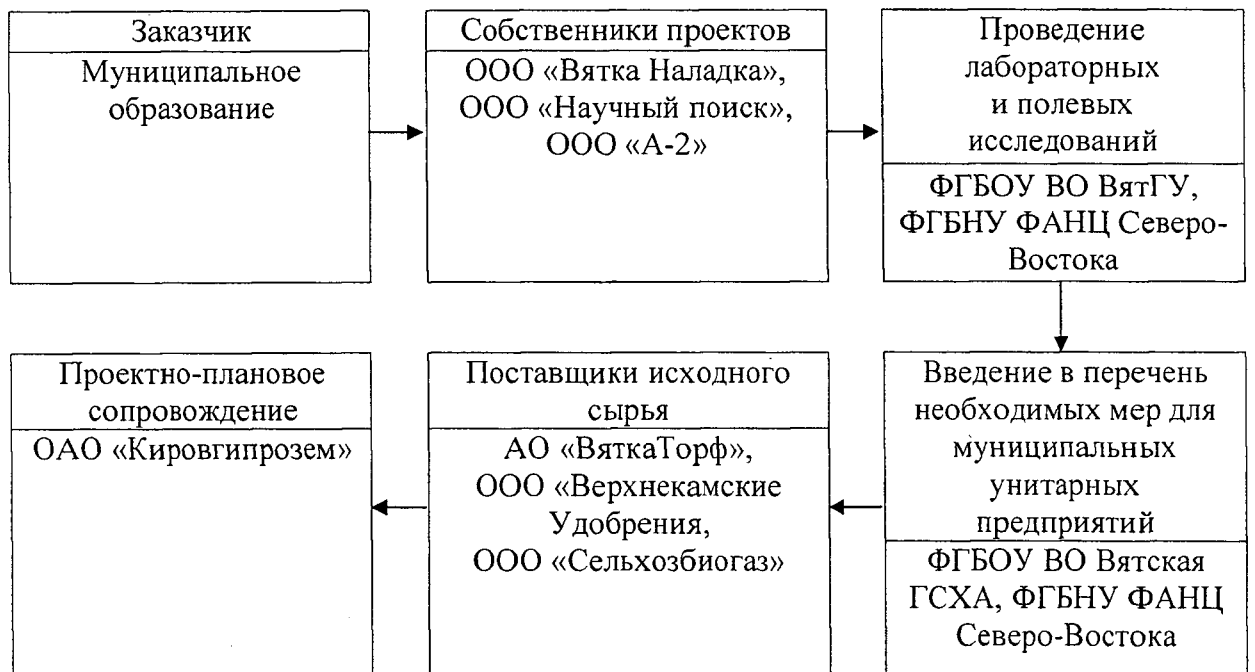 Заказчик
Муниципальное
образование
Собственники проектов
ООО «Вятка Наладка»,
ООО «Научный поиск»,
ООО «А-2»
Проведение
лабораторных
и полевых
исследований
ФГБОУ ВО ВятГУ,
ФГБНУ ФАНЦ Северо-
Востока
Введение в перечень
необходимых мер для
муниципальных
унитарных
предприятий
ФГБОУ ВО Вятская
ГСХА, ФГБНУ ФАНЦ
Северо-Востока
Поставщики исходного
сырья
АО «ВяткаТорф»,
ООО «Верхнекамские
Удобрения,
ООО «Сельхозбиогаз»
Проектно-плановое
сопровождение
ОАО «Кировгипрозем»